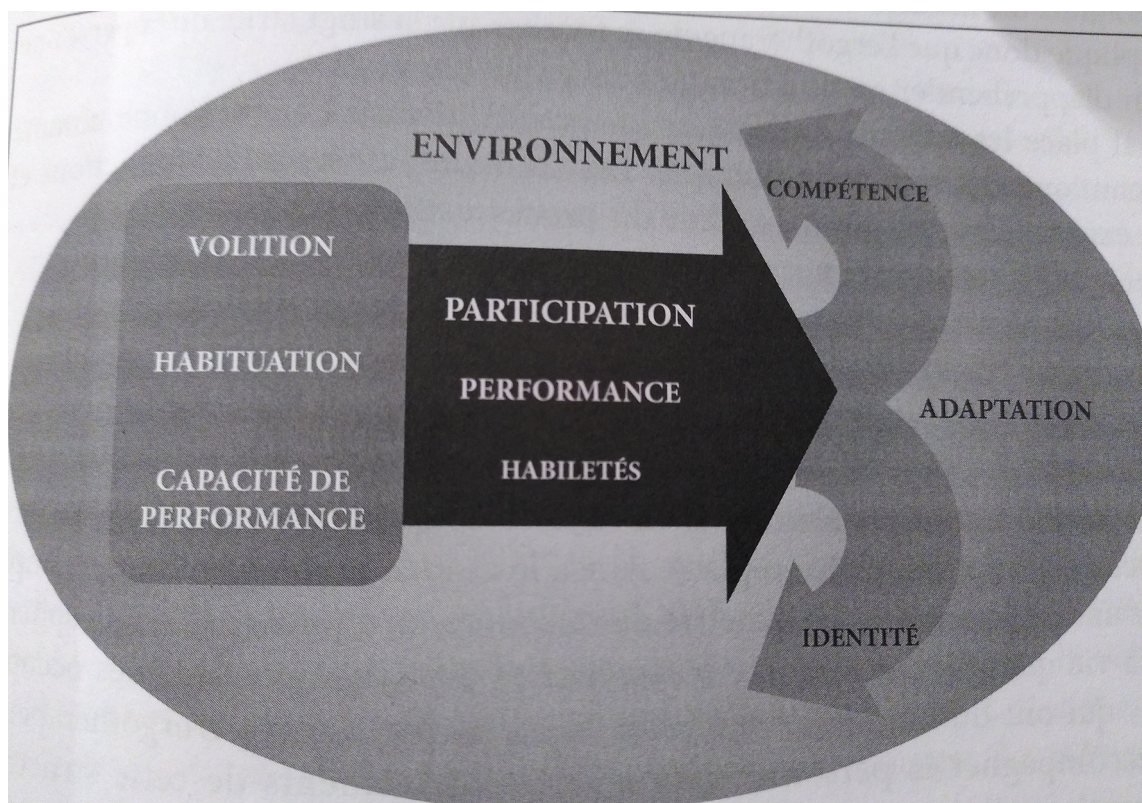 ENVIRONNEMENT
VOLITION
HABITUATION
CAPACITÉ DE
PERFORMANCE
PARTICIPATION
PERFORMANCE
HABILETÉS
COMPÉTENCE
ADAPTATION
IDENTITÉ